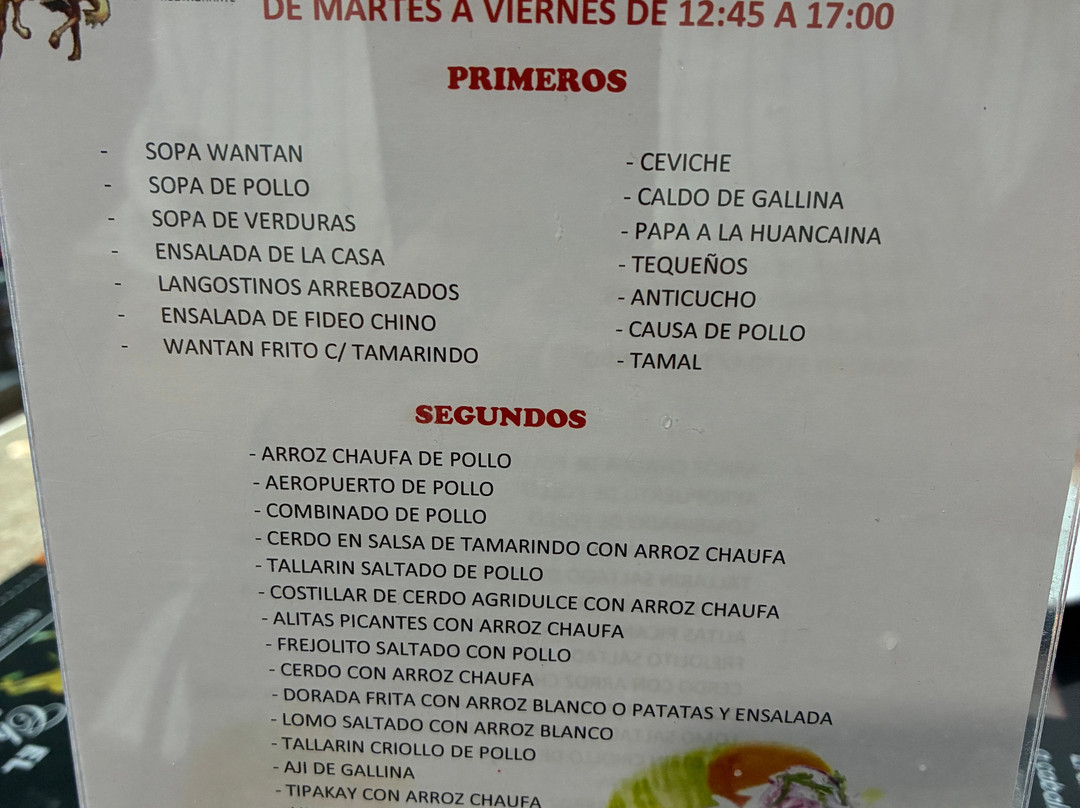 DE MARTES A VIERNES DE 12:45 A 17:00
PRIMEROS
- SOPA WANTAN
- SOPA DE POLLO
- SOPA DE VERDURAS
- ENSALADA DE LA CASA
- LANGOSTINOS ARREBOZADOS
- ENSALADA DE FIDEO CHINO
- WANTAN FRITO C/ TAMARINDO
- CEVICHE
- CALDO DE GALLINA
- PAPA A LA HUANCAINA
- TEQUEÑOS
- ANTICUCHO
- CAUSA DE POLLO
- TAMAL
SEGUNDOS
- ARROZ CHAUFA DE POLLO
- AEROPUERTO DE POLLO
- COMBINADO DE POLLO
- CERDO EN SALSA DE TAMARINDO CON ARROZ CHAUFA
- TALLARIN SALTADO DE POLLO
- COSTILLAR DE CERDO AGRIDULCE CON ARROZ CHAUFA
- ALITAS PICANTES CON ARROZ CHAUFA
- FREJOLITO SALTADO CON POLLO
- CERDO CON ARROZ CHAUFA
- DORADA FRITA CON ARROZ BLANCO O PATATAS Y ENSALADA
- LOMO SALTADO CON ARROZ BLANCO
- TALLARIN CRIOLLO DE POLLO
- AJI DE GALLINA
- TIPAKAY CON ARROZ CHAUFA
EL